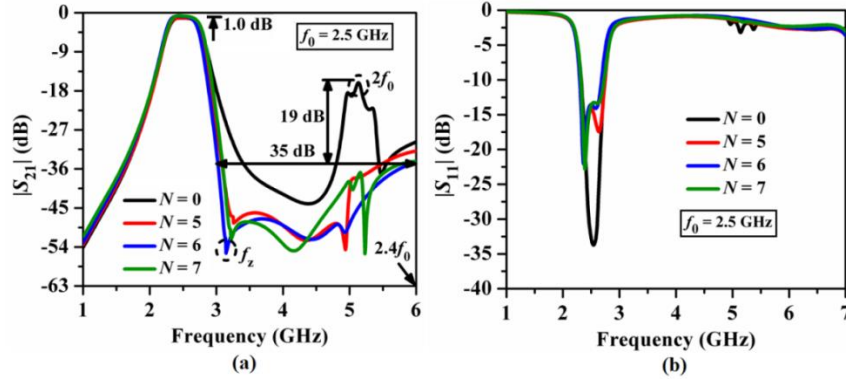 0
-9
-18
-27
-36
-45
-54
-63
|S21| (dB)
1.0 dB
f0 = 2.5 GHz
2f0
19 dB
35 dB
N = 0
N = 5
N = 6
N = 7
fz
2.4f0
1 2 3 4 5 6
Frequency (GHz)
(a)
0
-5
-10
-15
-20
-25
-30
-35
-40
|S11| (dB)
N = 0
N = 5
N = 6
N = 7
f0 = 2.5 GHz
1 2 3 4 5 6 7
Frequency (GHz)
(b)